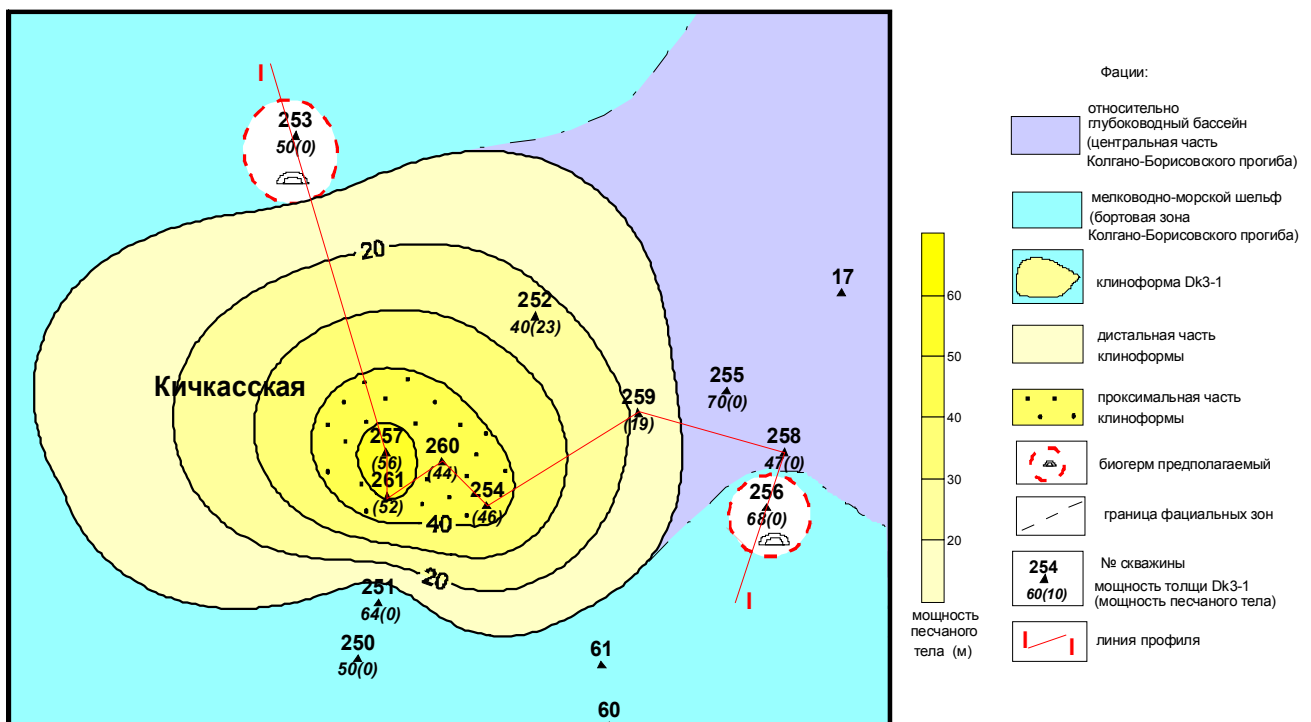 I
253
50(0)
20
252
40(23)
17
Кичкасская
259
(19)
255
70(0)
257
(56)
260
(44)
258
47(0)
261
(52)
254
(46)
256
68(0)
40
20
251
64(0)
I
250
50(0)
61
60
60
50
40
30
20
мощность
песчаного
тела (м)
Фации:
относительно
глубоководный бассейн
(центральная часть
Колгано-Борисовского прогиба)
мелководно-морской шельф
(бортовая зона
Колгано-Борисовского прогиба)
клиноформа Dk3-1
дистальная часть
клиноформы
проксимальная часть
клиноформы
биогерм предполагаемый
граница фациальных зон
254
60(10)
№ скважины
мощность толщи Dk3-1
(мощность песчаного тела)
I
I
линия профиля